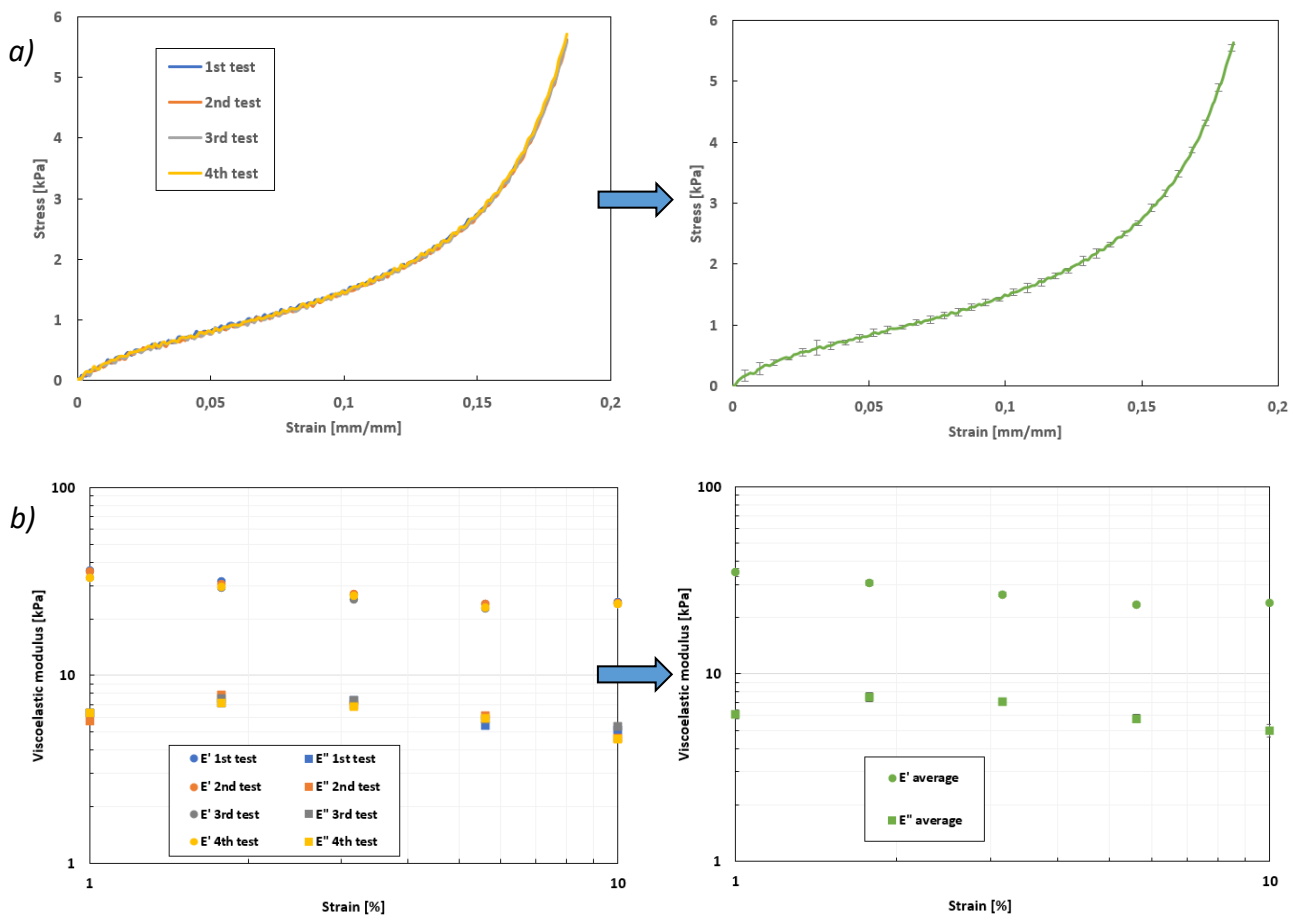 a)
6
5
4
3
2
1
0
Stress [kPa]
1st test
2nd test
3rd test
4th test
0
0,05
0,1
0,15
0,2
Strain [mm/mm]
6
5
4
3
2
1
0
Stress [kPa]
0
0,05
0,1
0,15
0,2
Strain [mm/mm]
b)
100
10
1
Viscoelastic modulus [kPa]
E' 1st test
E" 1st test
E' 2nd test
E" 2nd test
E' 3rd test
E" 3rd test
E' 4th test
E" 4th test
1
10
Strain [%]
100
10
1
Viscoelastic modulus [kPa]
E' average
E" average
1
10
Strain [%]